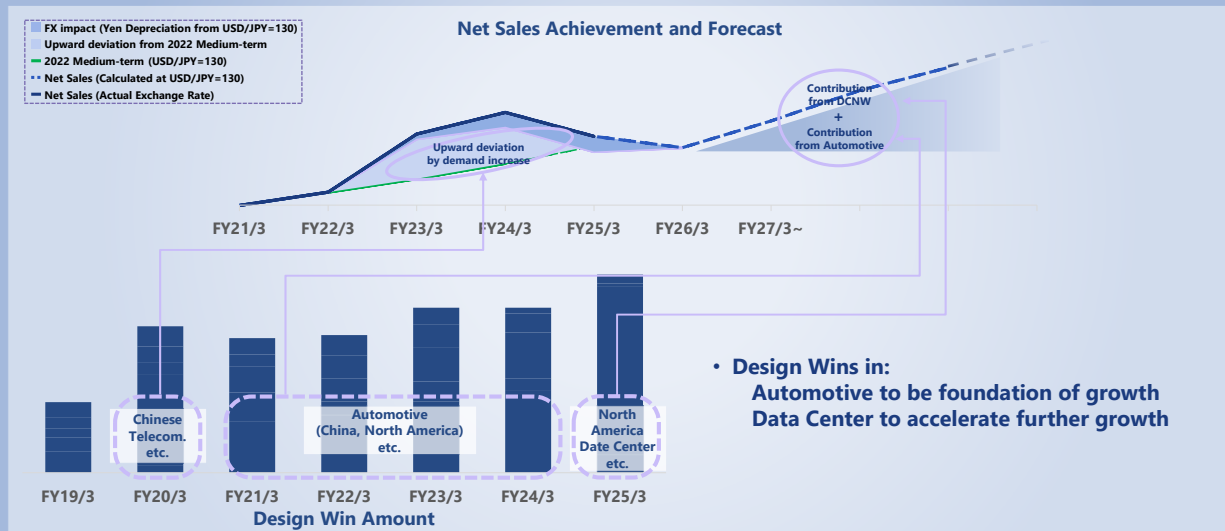 Net Sales Achievement and Forecast
FX impact (Yen Depreciation from USD/JPY=130)
Upward deviation from 2022 Medium-term
2022 Medium-term (USD/JPY=130)
Net Sales (Calculated at USD/JPY=130)
Net Sales (Actual Exchange Rate)
Upward deviation
by demand increase
Contribution
from DCNW
+
Contribution
from Automotive
FY21/3 FY22/3 FY23/3 FY24/3 FY25/3 FY26/3 FY27/3~
Chinese
Telecom.
etc.
Automotive
(China, North America)
etc.
North
America
Date Center
etc.
FY19/3 FY20/3 FY21/3 FY22/3 FY23/3 FY24/3 FY25/3
Design Win Amount
• Design Wins in:
Automotive to be foundation of growth
Data Center to accelerate further growth